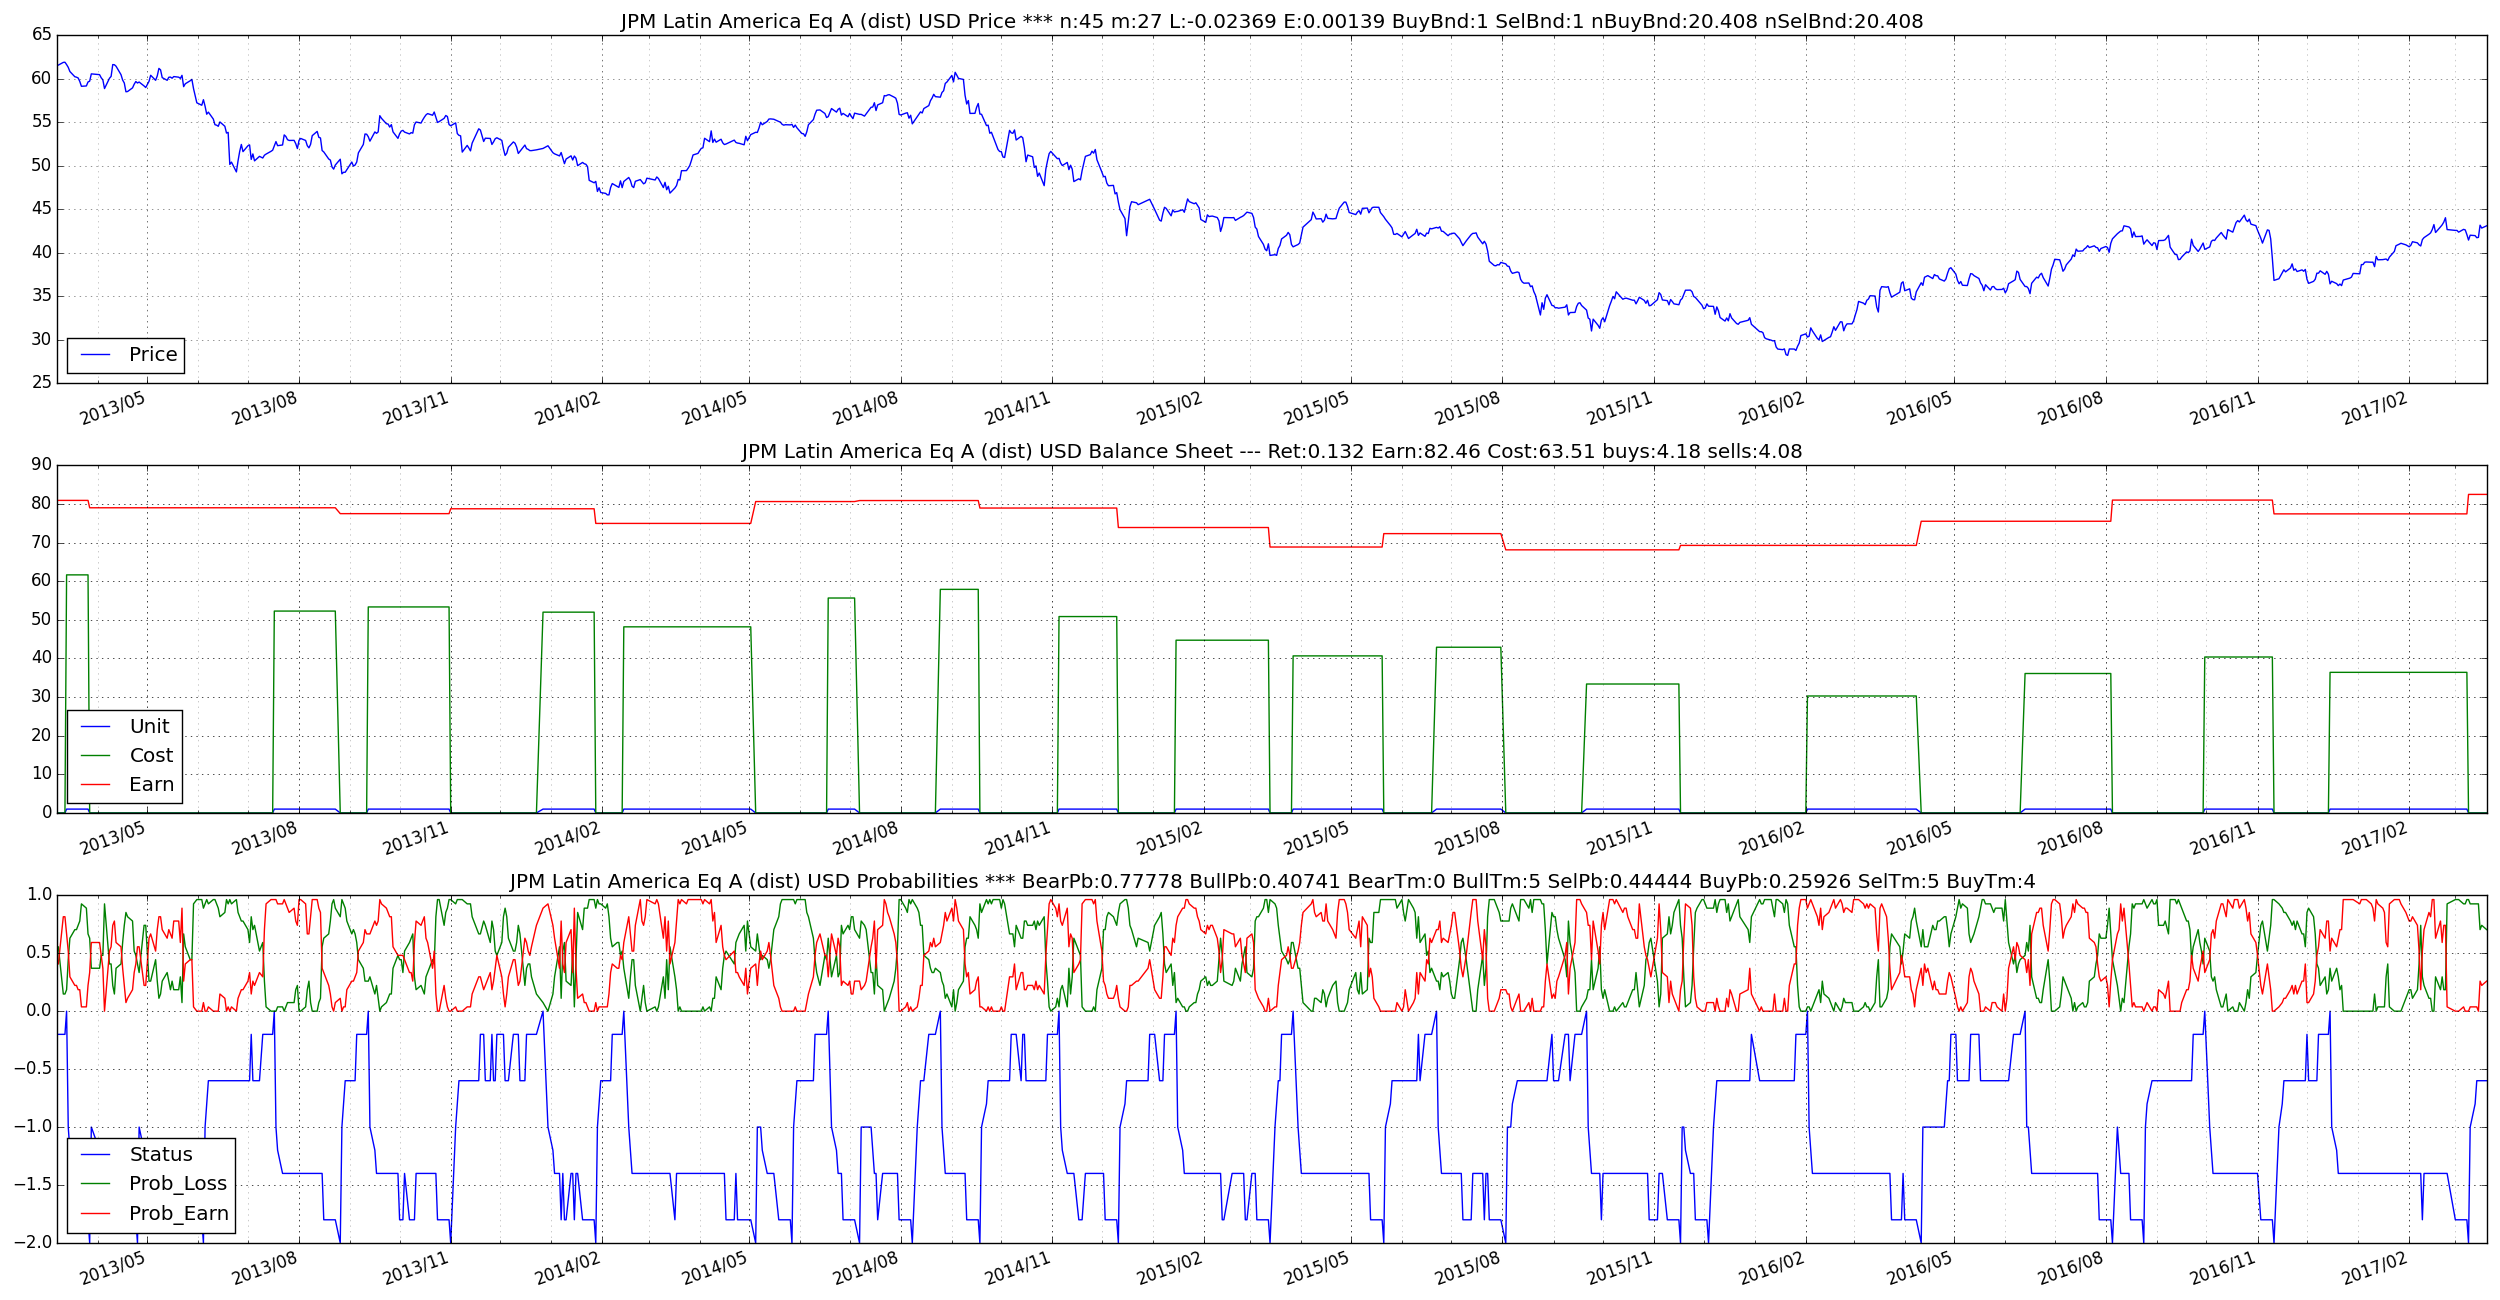 JPM Latin America Eq A (dist) USD Price *** n:45 m:27 L:-0.02369 E:0.00139 BuyBnd:1 SelBnd:1 nBuyBnd:20.408 nSelBnd:20.408
65
60
55
50
45
40
35
30
25
Price
2013/05 2013/08 2013/11 2014/02 2014/05 2014/08 2014/11 2015/02 2015/05 2015/08 2015/11 2016/02 2016/05 2016/08 2016/11 2017/02
JPM Latin America Eq A (dist) USD Balance Sheet --- Ret:0.132 Earn:82.46 Cost:63.51 buys:4.18 sells:4.08
90
80
70
60
50
40
30
20
10
0
Unit
Cost
Earn
2013/05 2013/08 2013/11 2014/02 2014/05 2014/08 2014/11 2015/02 2015/05 2015/08 2015/11 2016/02 2016/05 2016/08 2016/11 2017/02
JPM Latin America Eq A (dist) USD Probabilities *** BearPb:0.77778 BullPb:0.40741 BearTm:0 BullTm:5 SelPb:0.44444 BuyPb:0.25926 SelTm:5 BuyTm:4
1.0
0.5
0.0
−0.5
−1.0
−1.5
−2.0
Status
Prob_Loss
Prob_Earn
2013/05 2013/08 2013/11 2014/02 2014/05 2014/08 2014/11 2015/02 2015/05 2015/08 2015/11 2016/02 2016/05 2016/08 2016/11 2017/02